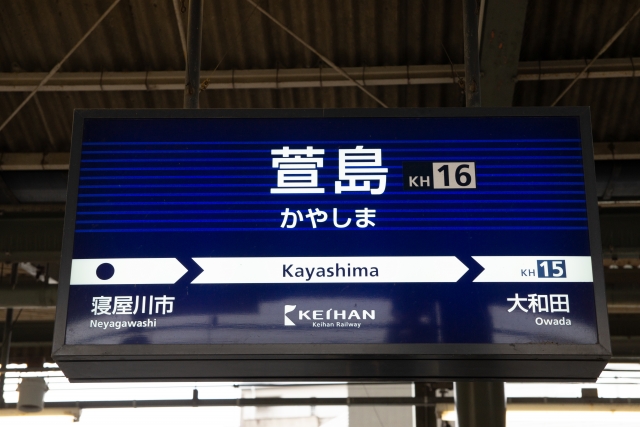 萱島 KH 16
かやしま
Kayashima
KH 15
寝屋川市
Neyagawashi
KEIHAN
Keihan Railway
大和田
Owada